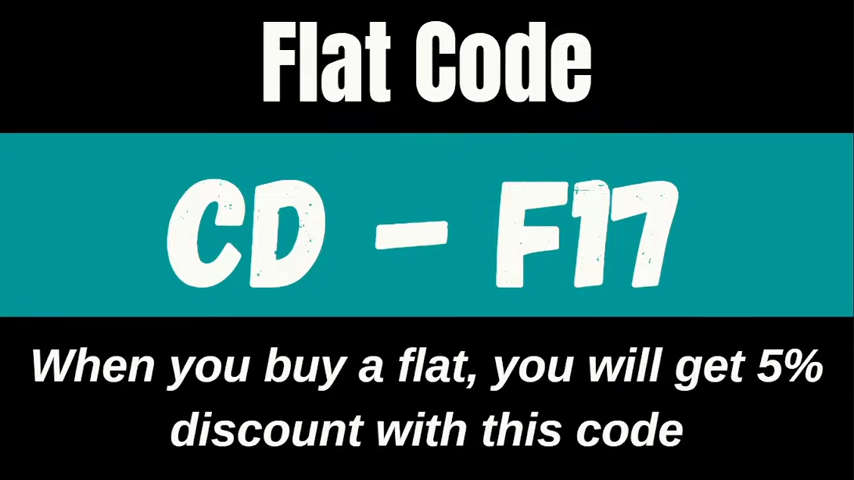 Flat Code
CD - F17
When you buy a flat, you will get 5%
discount with this code